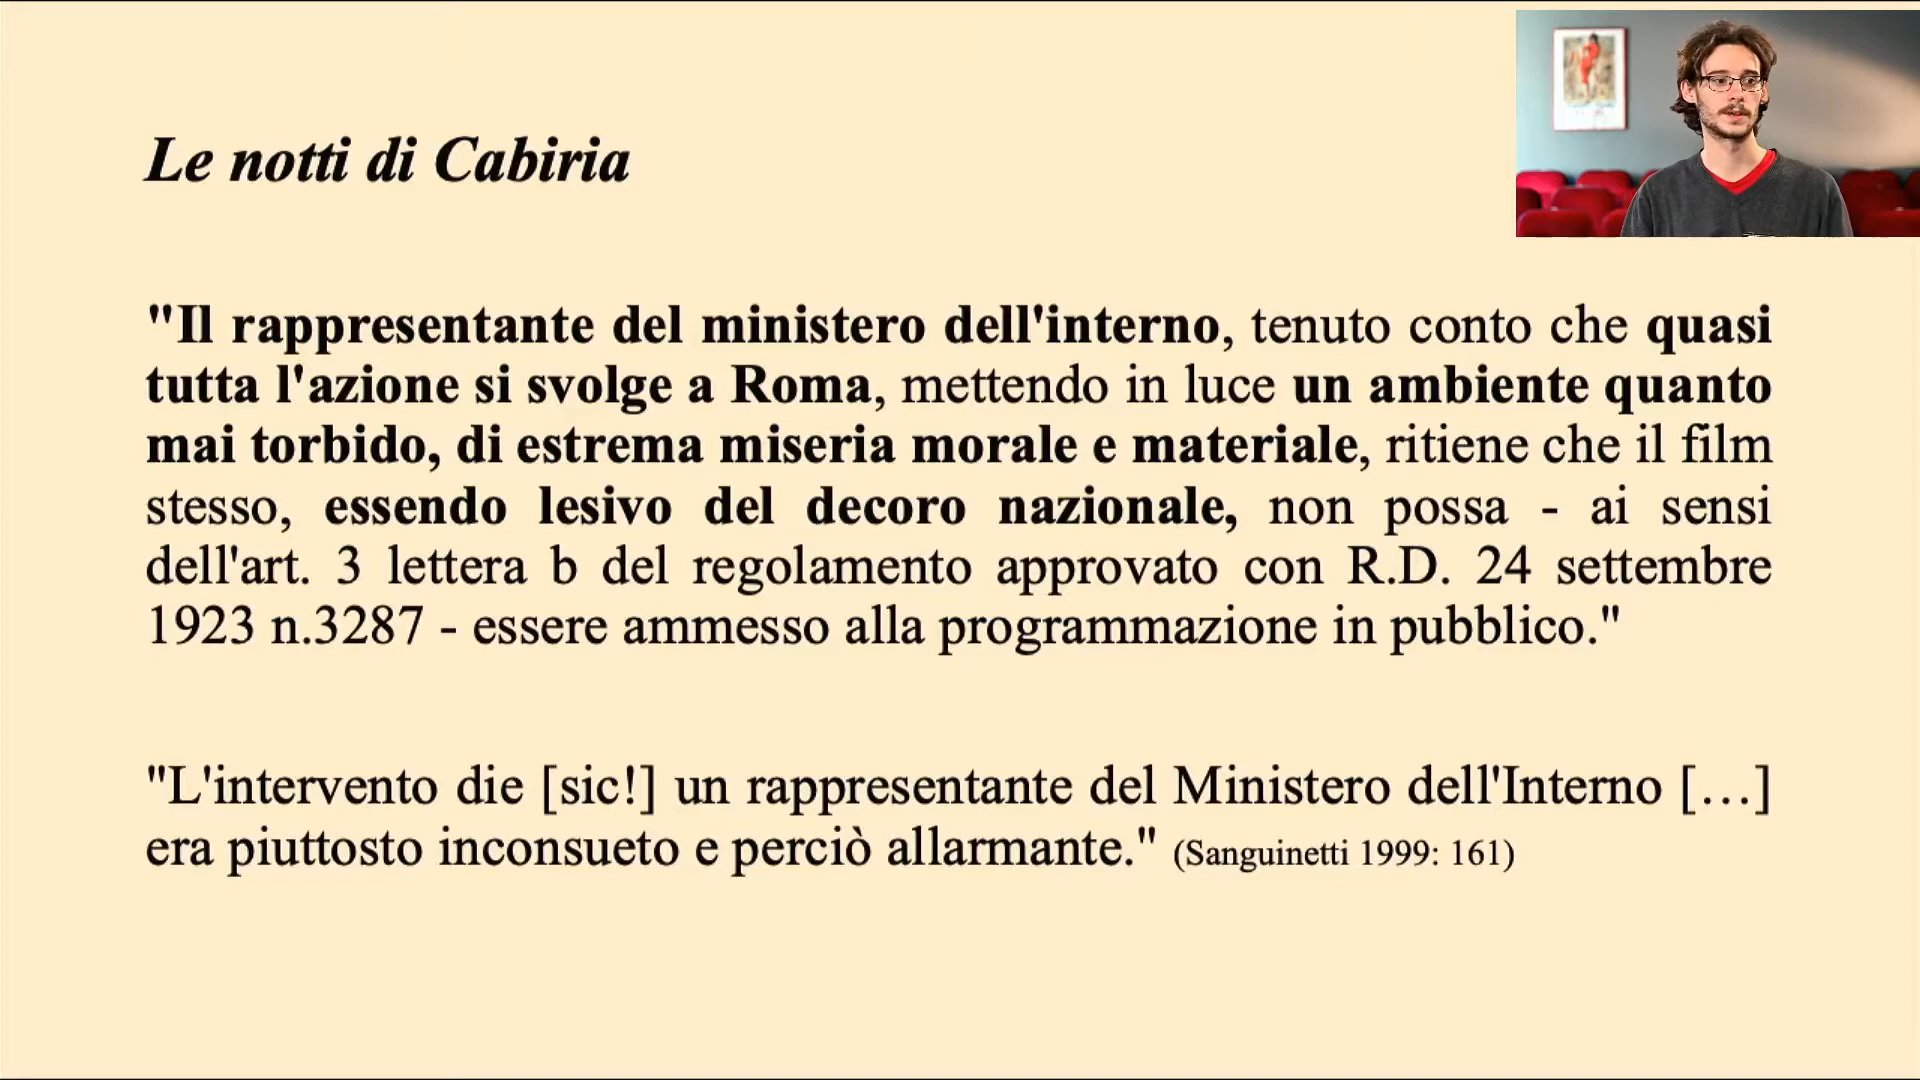 Le notti di Cabiria
"Il rappresentante del ministero dell'interno, tenuto conto che quasi
tutta l'azione si svolge a Roma, mettendo in luce un ambiente quanto
mai torbido, di estrema miseria morale e materiale, ritiene che il film
stesso, essendo lesivo del decoro nazionale, non possa - ai sensi
dell'art. 3 lettera b del regolamento approvato con R.D. 24 settembre
1923 n.3287 - essere ammesso alla programmazione in pubblico."
"L'intervento die [sic!] un rappresentante del Ministero dell'Interno […]
era piuttosto inconsueto e perciò allarmante." (Sanguinetti 1999: 161)